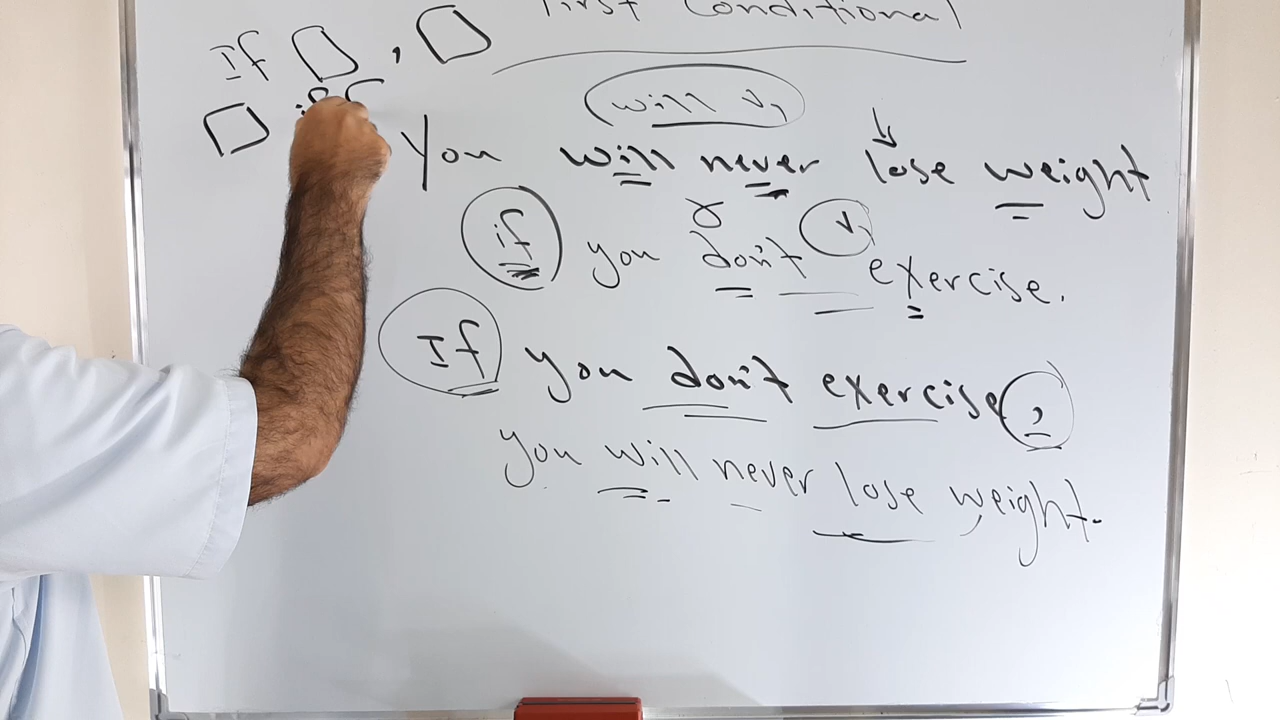 First Conditional
If ,
if
will v1
You will never lose weight
v1
if you don't exercise.
If you don't exercise,
you will never lose weight.